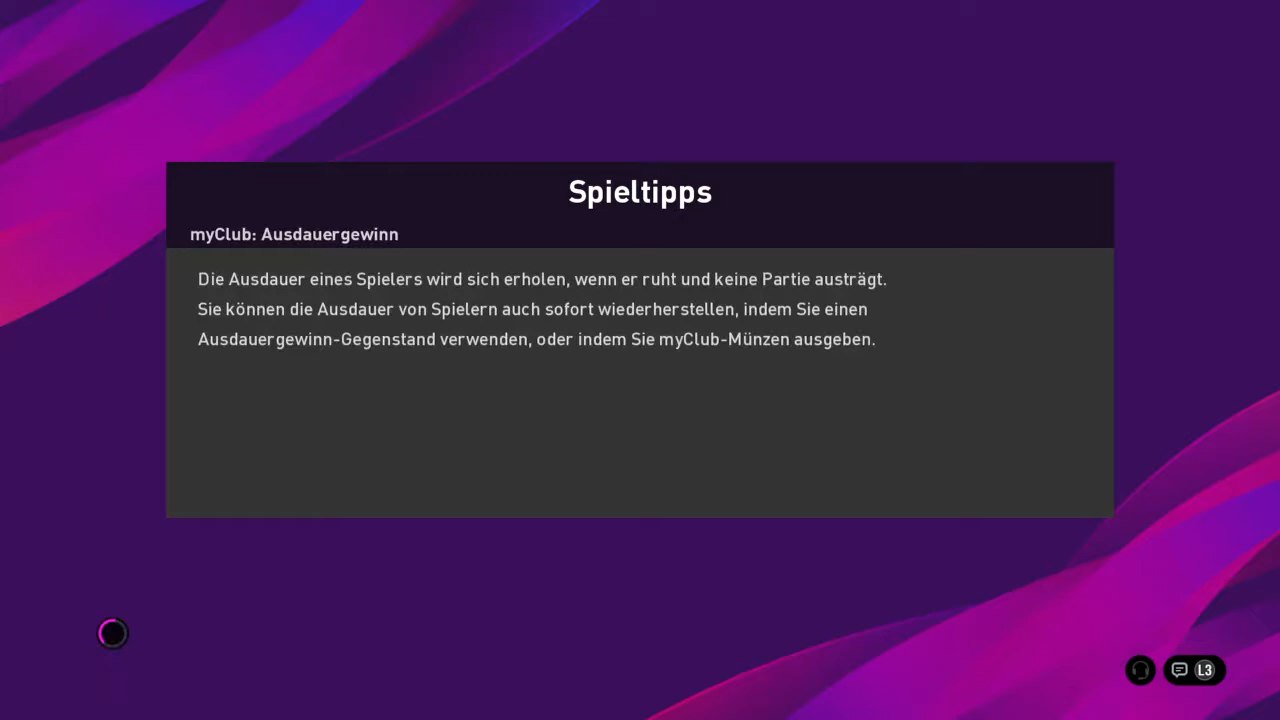 Spieltipps
myClub: Ausdauergewinn
Die Ausdauer eines Spielers wird sich erholen, wenn er ruht und keine Partie austrägt.
Sie können die Ausdauer von Spielern auch sofort wiederherstellen, indem Sie einen
Ausdauergewinn-Gegenstand verwenden, oder indem Sie myClub-Münzen ausgeben.
L3